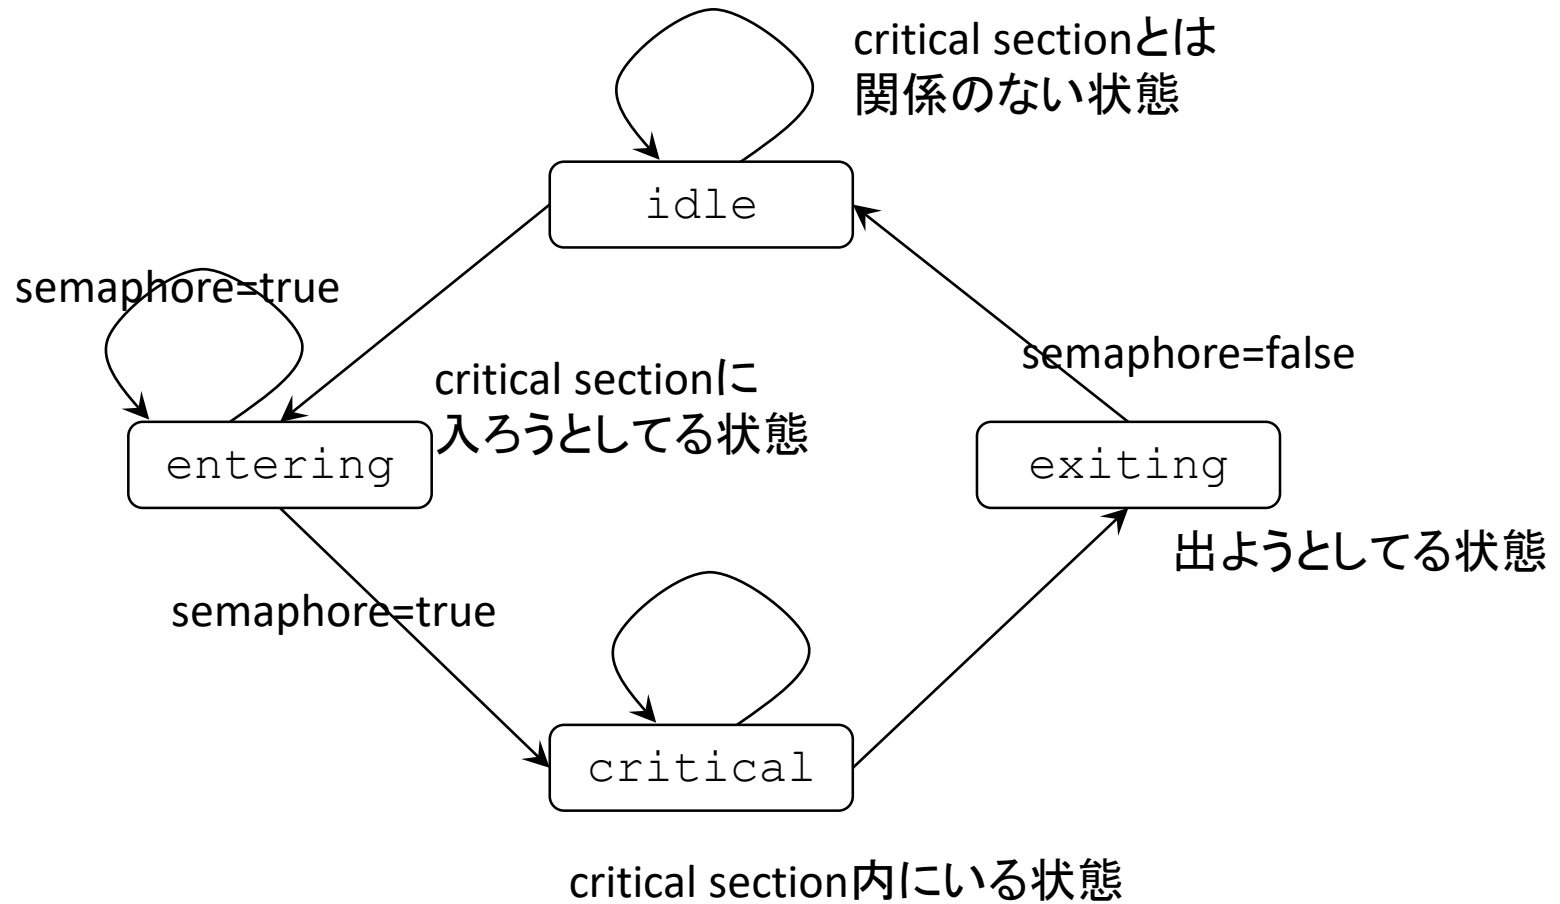 critical sectionとは
関係のない状態
idle
semaphore=true
semaphore=false
critical sectionに
入ろうとしてる状態
entering
exiting
出ようとしてる状態
semaphore=true
critical
critical section内にいる状態